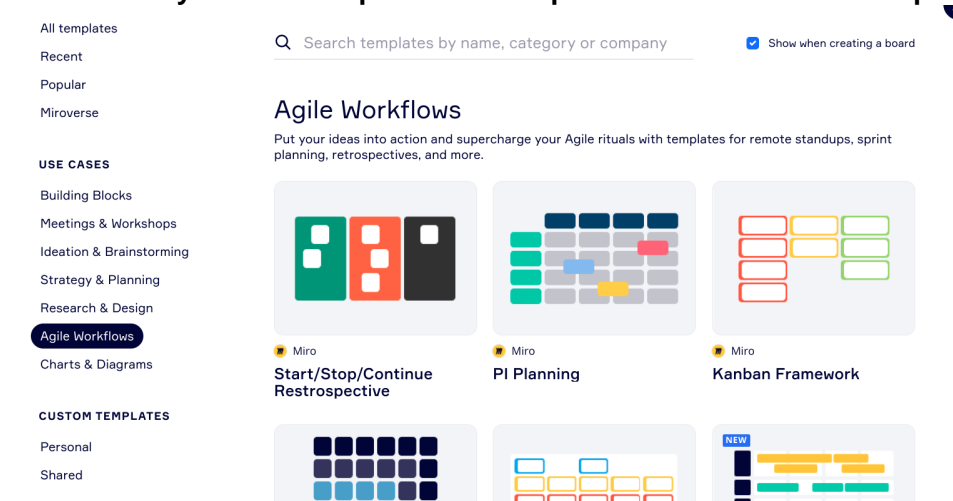 All templates
Recent
Popular
Miroverse
USE CASES
Building Blocks
Meetings & Workshops
Ideation & Brainstorming
Strategy & Planning
Research & Design
Agile Workflows
Charts & Diagrams
CUSTOM TEMPLATES
Personal
Shared
Search templates by name, category or company
Show when creating a board
Agile Workflows
Put your ideas into action and supercharge your Agile rituals with templates for remote standups, sprint
planning, retrospectives, and more.
Miro
Start/Stop/Continue
Restrospective
Miro
PI Planning
Miro
Kanban Framework
NEW